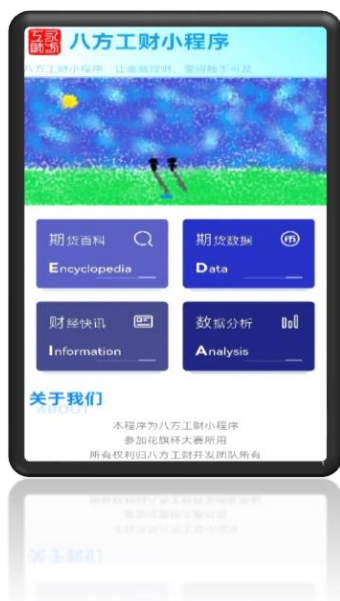 八方工财小程序
八方工财小程序 让金融理财，变得触手可及
期货百科
Encyclopedia
期货数据
Data
财经快讯
Information
数据分析
Analysis
关于我们
ABOUT
本程序为八方工财小程序
参加花旗杯大赛所用
所有权利归八方工财开发团队所有